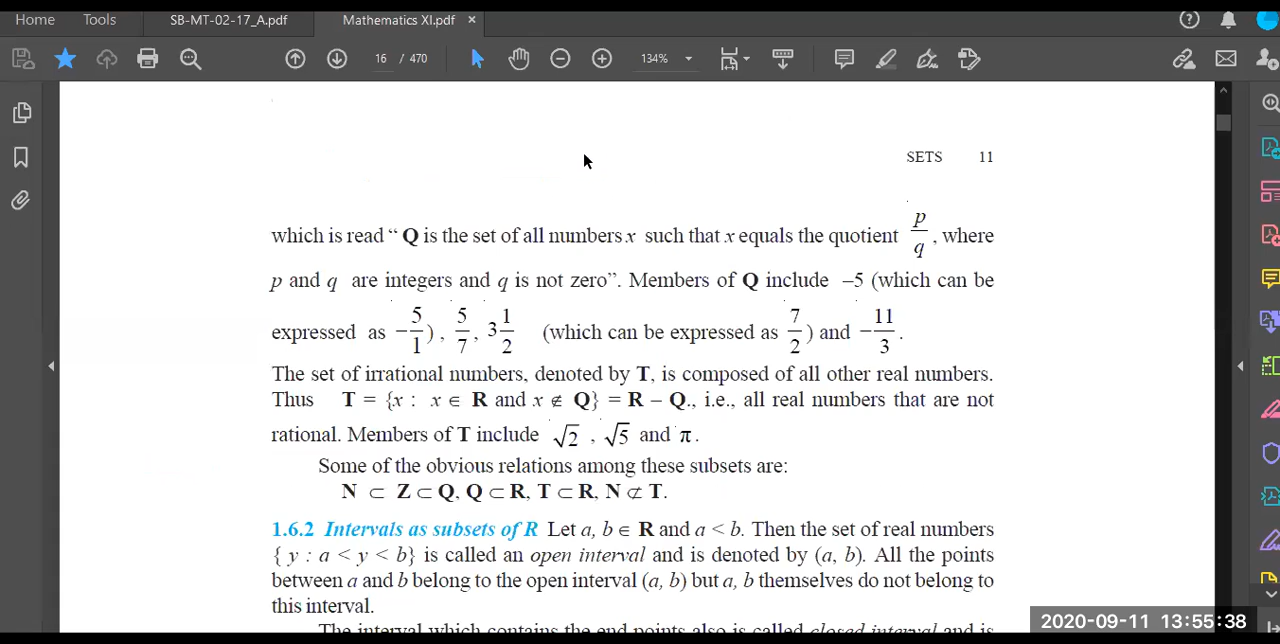 Home Tools SB-MT-02-17_A.pdf Mathematics XI.pdf ×
16 / 470 134%
SETS 11
which is read “ Q is the set of all numbers x such that x equals the quotient p/q , where
p and q are integers and q is not zero”. Members of Q include –5 (which can be
expressed as –5/1) , 5/7 , 3 1/2 (which can be expressed as 7/2 ) and –11/3 .
The set of irrational numbers, denoted by T, is composed of all other real numbers.
Thus T = {x : x ∈ R and x ∉ Q} = R – Q., i.e., all real numbers that are not
rational. Members of T include √2 , √5 and π .
Some of the obvious relations among these subsets are:
N ⊂ Z ⊂ Q, Q ⊂ R, T ⊂ R, N ⊄ T.
1.6.2 Intervals as subsets of R Let a, b ∈ R and a < b. Then the set of real numbers
{ y : a < y < b} is called an open interval and is denoted by (a, b). All the points
between a and b belong to the open interval (a, b) but a, b themselves do not belong to
this interval.
The interval which contains the end points also is called closed interval and is
2020-09-11 13:55:38